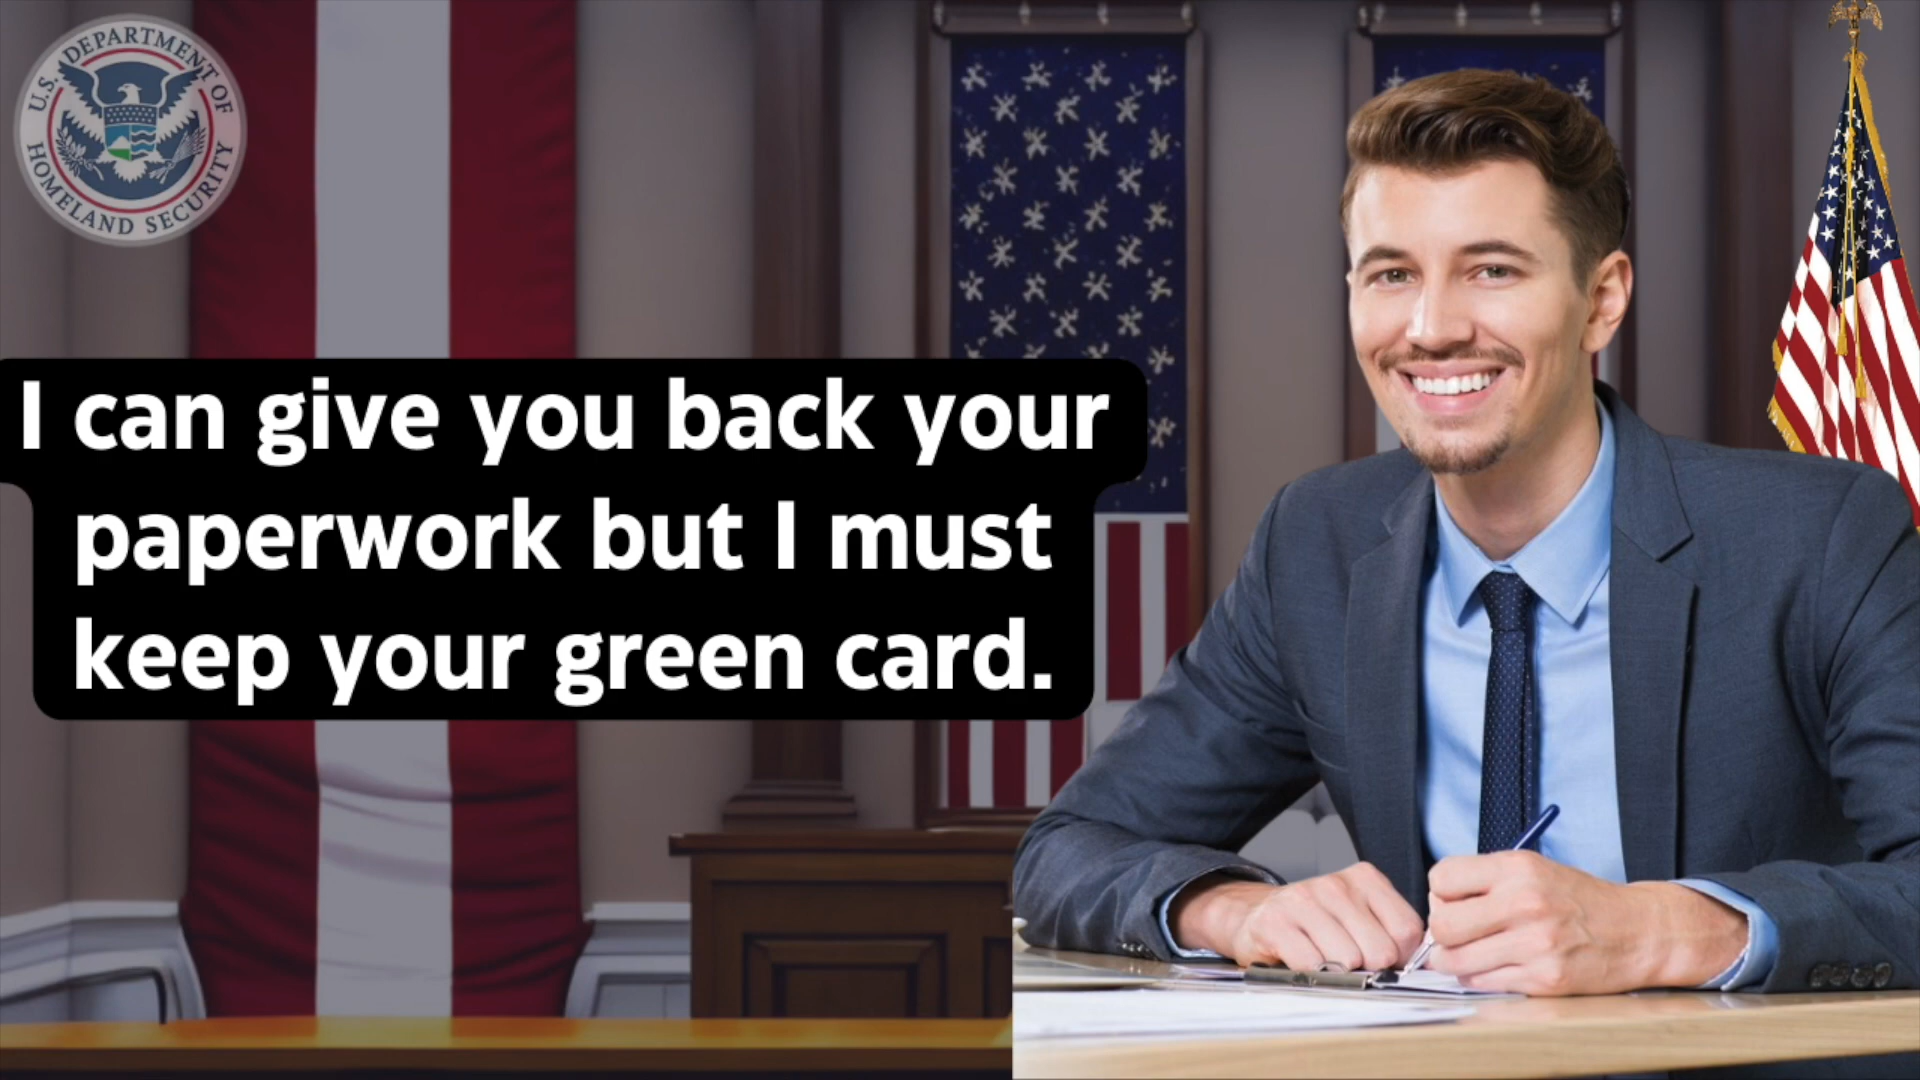 U.S. DEPARTMENT OF
HOMELAND SECURITY
I can give you back your
paperwork but I must
keep your green card.